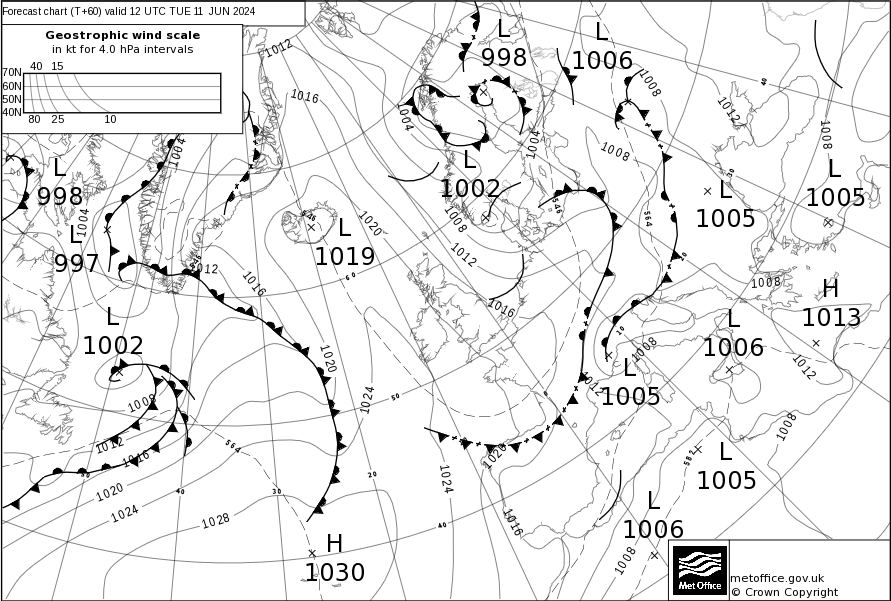 Forecast chart (T+60) valid 12 UTC TUE 11 JUN 2024
Geostrophic wind scale
in kt for 4.0 hPa intervals
40 15
70N
60N
50N
40N
80 25 10
1012
1016
1004
L
998
L
1006
1008
1012
40
1008
1004
1004
1008
L
998
L
1002
L
1005
30
L
1005
1004
L
997
546
L
1019
1020
1008
546
564
1012
1012
1016
60
1016
10
1008
H
1013
L
1002
L
1006
1020
10
1008
1012
L
1005
1012
1008
1024
50
0
1008
1012
1016
564
1020
1020
50
40
30
20
1024
582
L
1005
1024
1028
40
1016
L
1006
1008
H
1030
Met Office
metoffice.gov.uk
© Crown Copyright